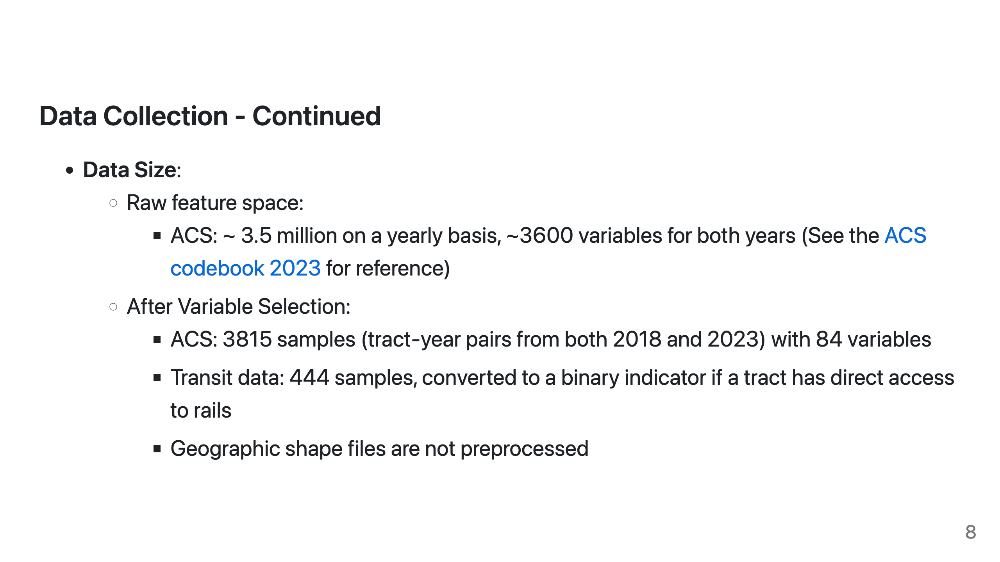 Data Collection - Continued
Data Size:
Raw feature space:
ACS: ~ 3.5 million on a yearly basis, ~3600 variables for both years (See the ACS
codebook 2023 for reference)
After Variable Selection:
ACS: 3815 samples (tract-year pairs from both 2018 and 2023) with 84 variables
Transit data: 444 samples, converted to a binary indicator if a tract has direct access
to rails
Geographic shape files are not preprocessed
8